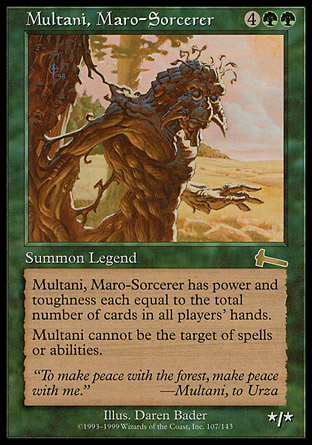 Multani, Maro-Sorcerer 4
Summon Legend
Multani, Maro-Sorcerer has power and
toughness each equal to the total
number of cards in all players' hands.
Multani cannot be the target of spells
or abilities.
"To make peace with the forest, make peace
with me." —Multani, to Urza
Illus. Daren Bader
©1993-1999 Wizards of the Coast, Inc. 107/143
*/*